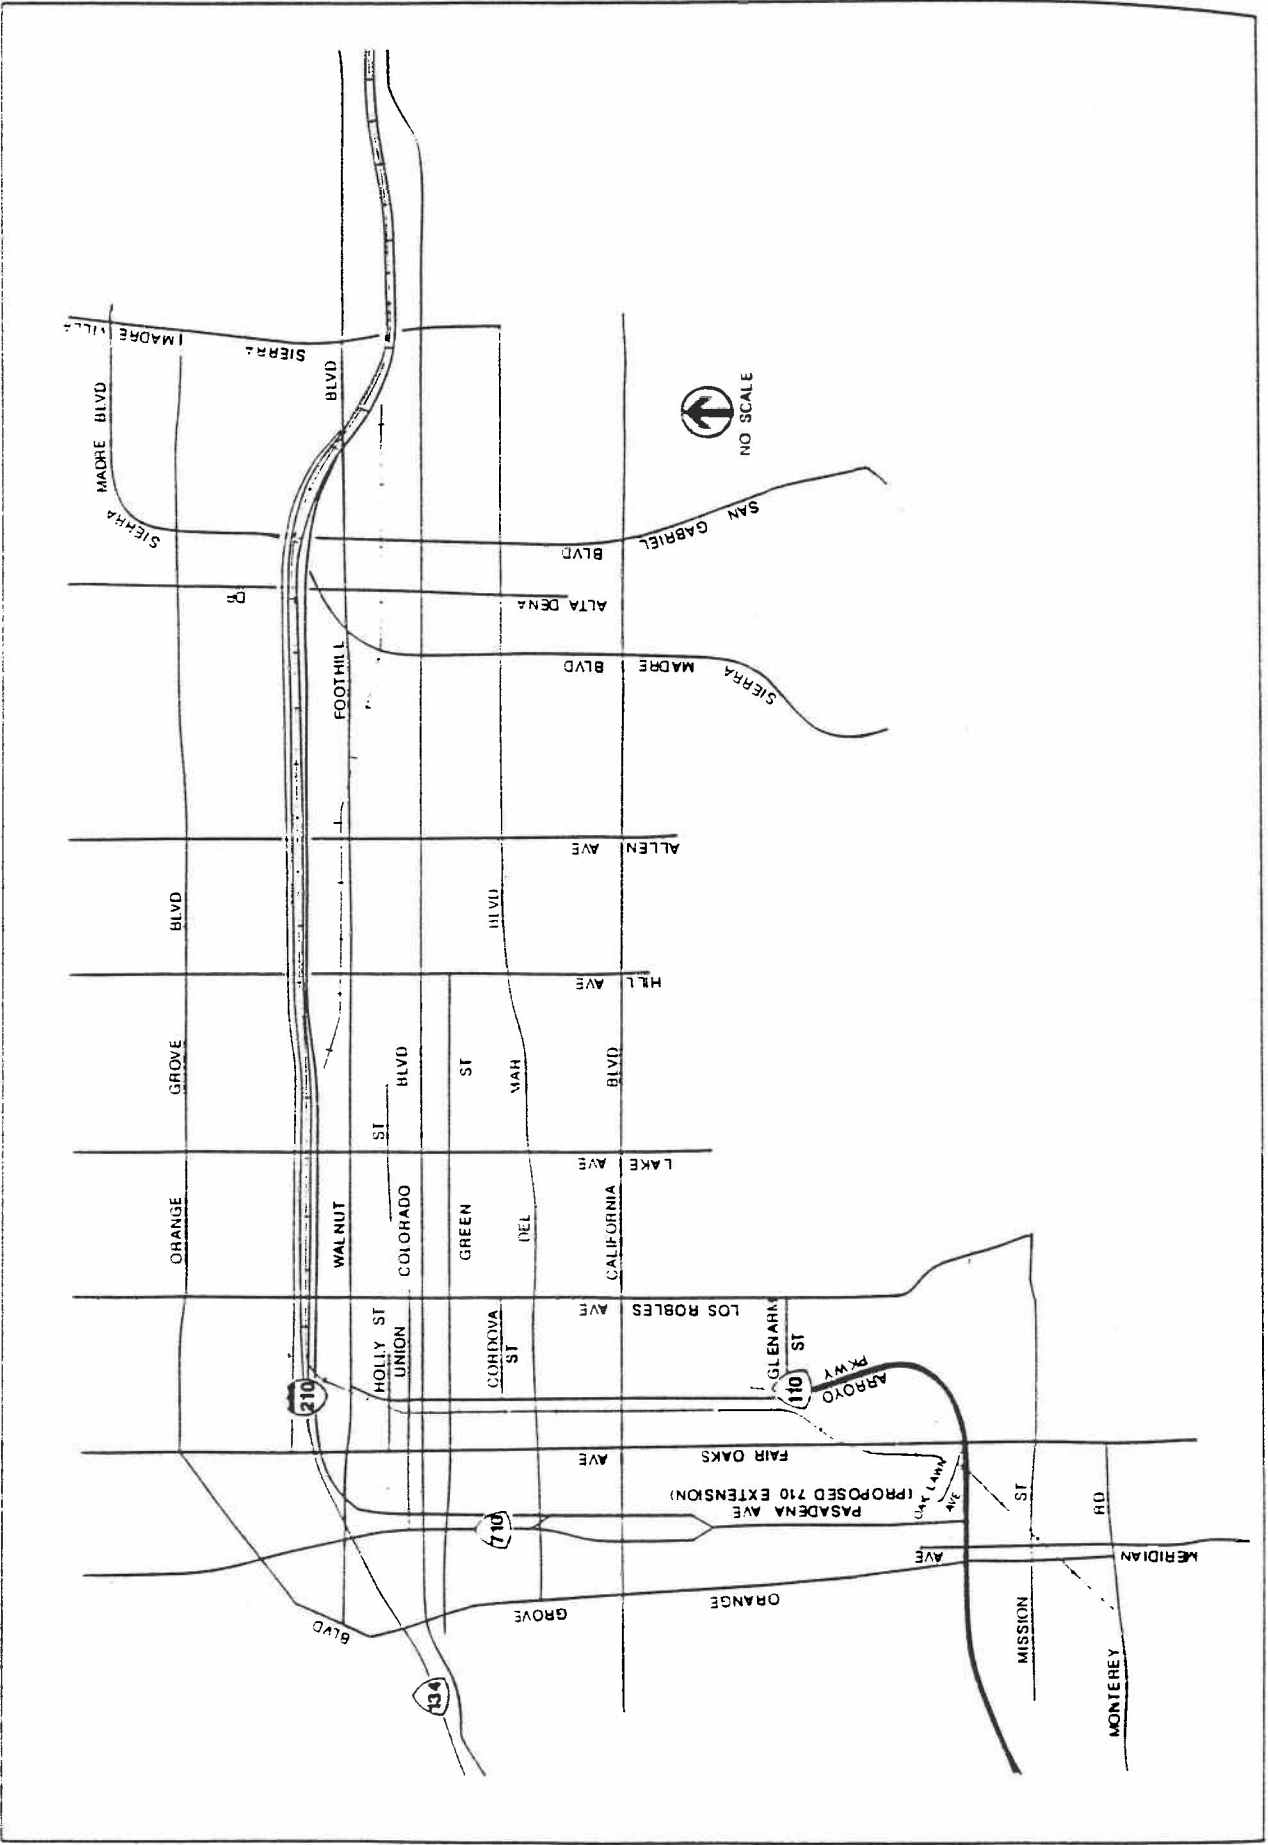 SIERRA
MADRE BLVD
SIERRA
MADRE
BLVD
DR
BLVD
SAN
GABRIEL
ALTA DENA
FOOTHILL
BLVD
MADRE
SIERRA
NO SCALE
ORANGE
GROVE
BLVD
WALNUT
HOLLY ST
UNION
ST
COLORADO
BLVD
GREEN
ST
CORDOVA
ST
DEL
MAR
BLVD
CALIFORNIA
BLVD
GLENARM
ST
ALLEN
AVE
HILL
AVE
LAKE
AVE
LOS ROBLES
AVE
ARROYO
PKWY
FAIR OAKS
AVE
PASADENA AVE
(PROPOSED 710 EXTENSION)
OAK LAWN
AVE
MERIDIAN
AVE
ORANGE
GROVE
BLVD
MISSION
ST
MONTEREY
RD
210
710
134
110